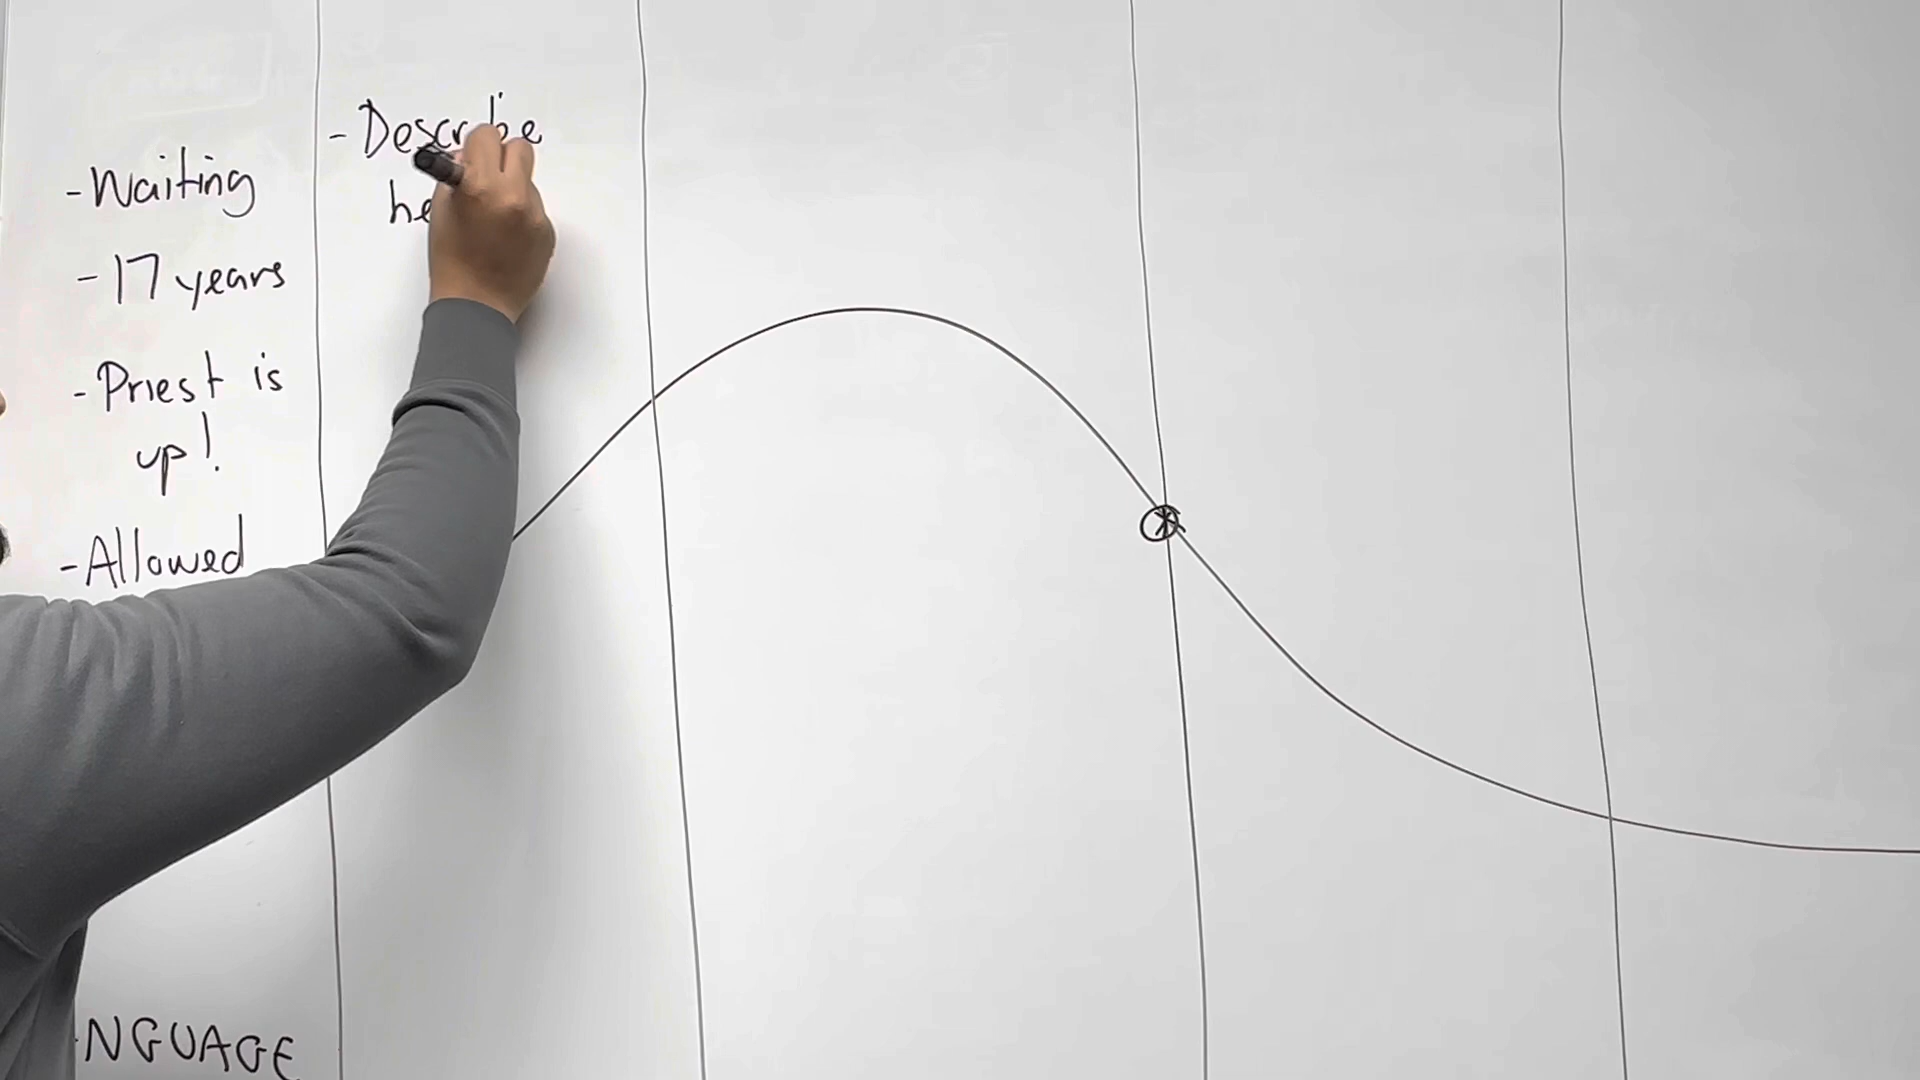 - Waiting
- 17 years
- Priest is
up!
- Allowed
NGUAGE
- Describe